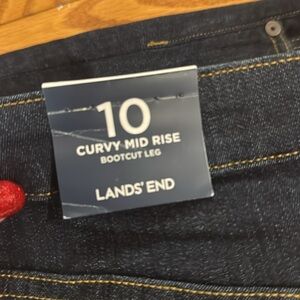 10
CURVY MID RISE
BOOTCUT LEG
LANDS' END